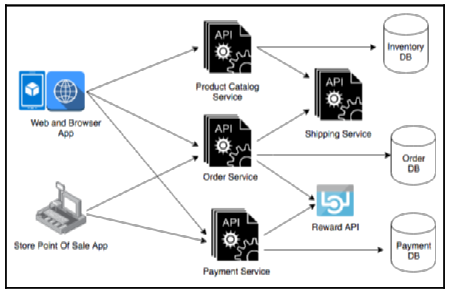 API
Inventory
DB
Product Catalog
Service
Web and Browser
App
API
Shipping Service
API
Order Service
Order
DB
Store Point Of Sale App
API
Payment Service
Reward API
Payment
DB